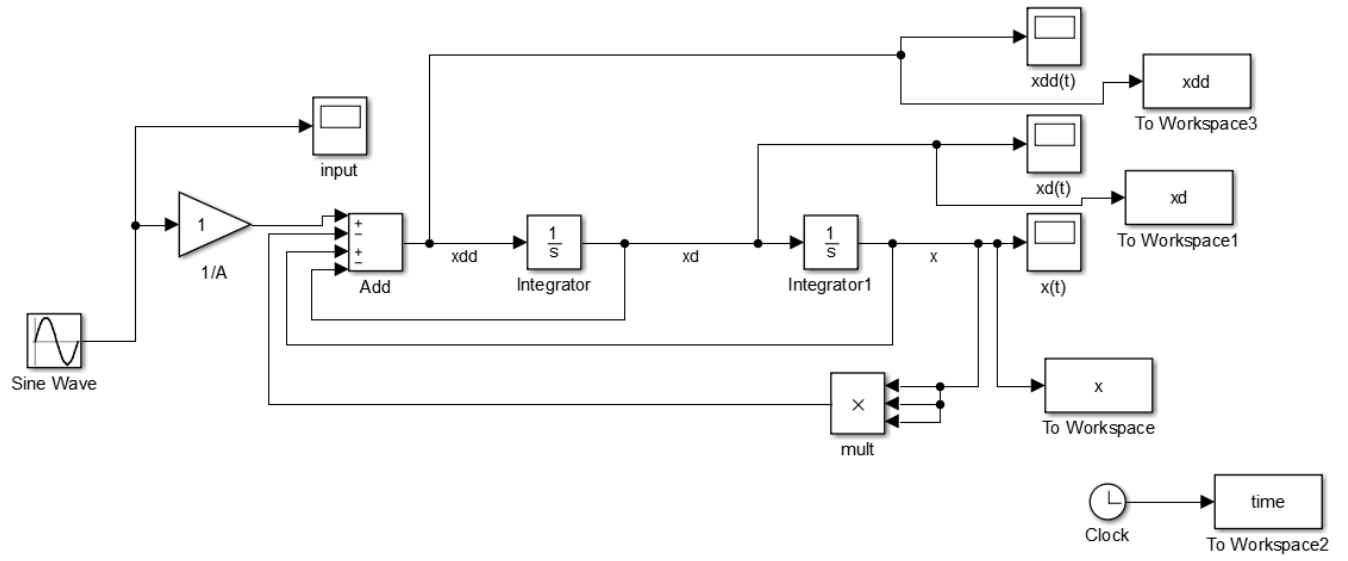 xdd(t)
xdd
To Workspace3
input
xd(t)
xd
To Workspace1
1
1/A
+
−
+
−
Add
xdd
1
s
Integrator
xd
1
s
Integrator1
x
x(t)
Sine Wave
×
mult
x
To Workspace
Clock
time
To Workspace2